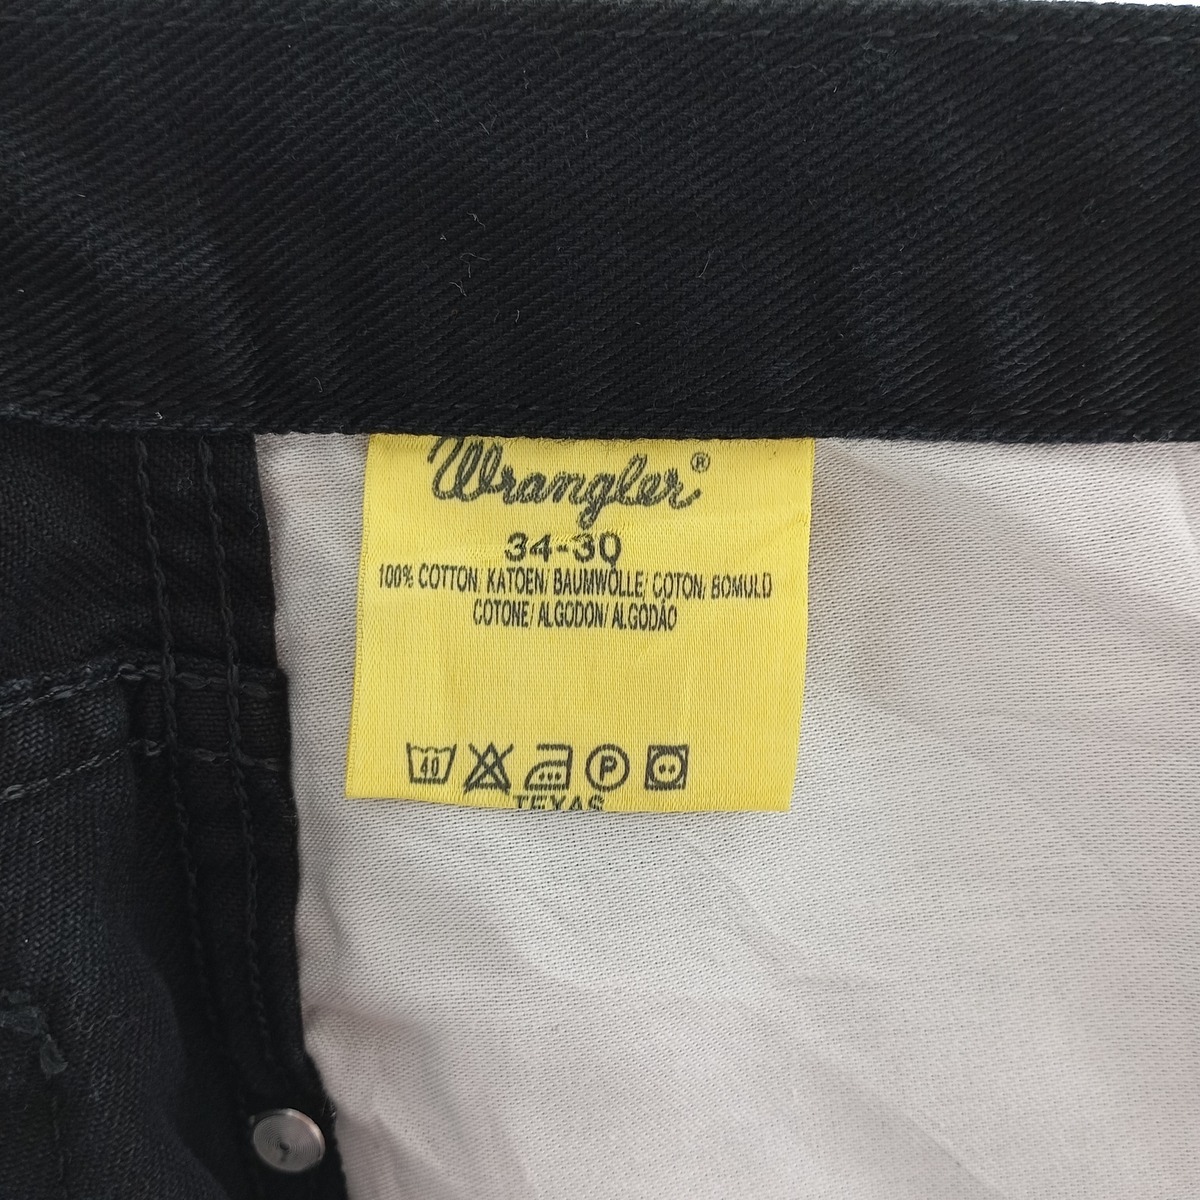 Wrangler®
34-30
100% COTTON/ KATOEN/ BAUMWOLLE/ COTON/ BOMULD
COTONE/ ALGODON/ ALGODÃO
40 P
TEXAS